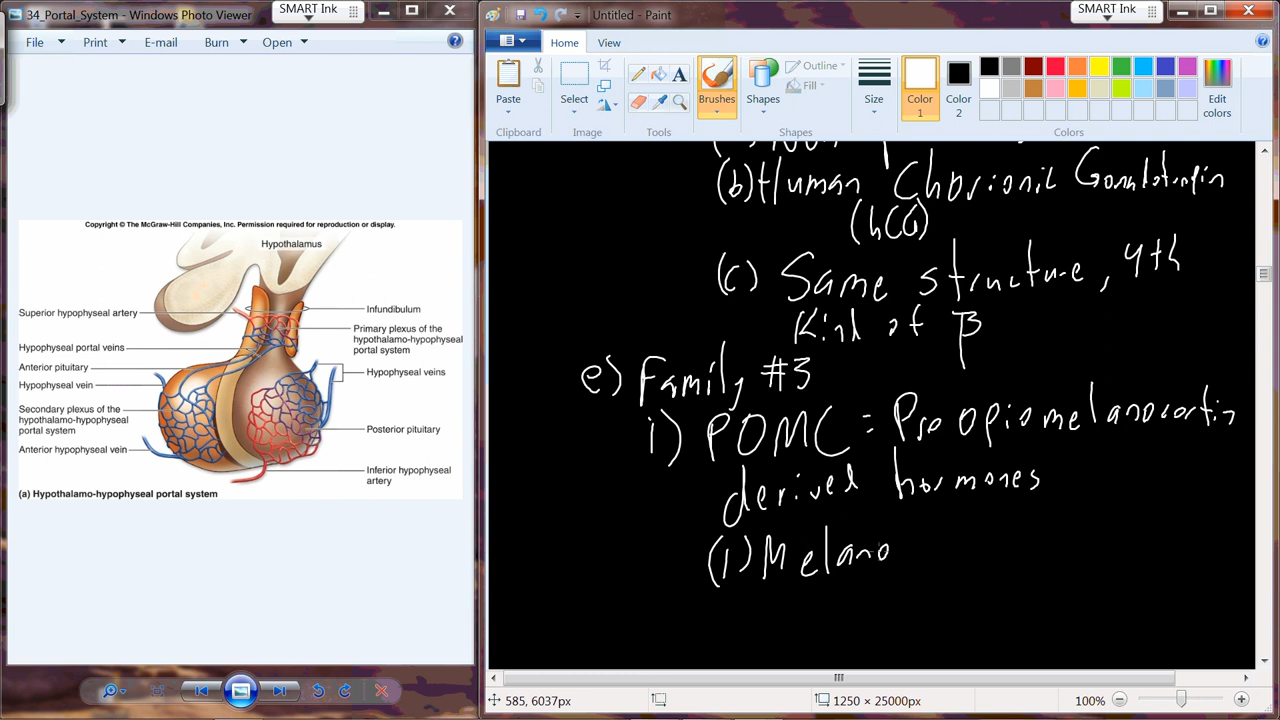 34_Portal_System - Windows Photo Viewer
SMART Ink
File Print E-mail Burn Open
Copyright © The McGraw-Hill Companies, Inc. Permission required for reproduction or display.
Hypothalamus
Superior hypophyseal artery
Hypophyseal portal veins
Anterior pituitary
Hypophyseal vein
Secondary plexus of the
hypothalamo-hypophyseal
portal system
Anterior hypophyseal vein
Infundibulum
Primary plexus of the
hypothalamo-hypophyseal
portal system
Hypophyseal veins
Posterior pituitary
Inferior hypophyseal
artery
(a) Hypothalamo-hypophyseal portal system
Untitled - Paint
SMART Ink
Home View
Paste
Clipboard
Select
Image
A
Tools
Brushes
Shapes
Outline
Fill
Shapes
Size
Color
1
Color
2
Edit
colors
Colors
(b) Human Chorionic Gonatotropin
(hCG)
(c) Same structure, 4th
Kind of β
e) Family #3
i) POMC = Pro opiomelanocortin
derived hormones
(1) Melano
585, 6037px
1250 × 25000px
100%